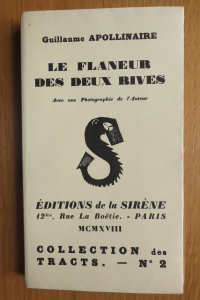 Guillaume APOLLINAIRE
LE FLANEUR
DES DEUX RIVES
Avec une Photographie de l'Auteur
ÉDITIONS de la SIRÈNE
12bis, Rue La Boëtie. - PARIS
MCMXVIII
COLLECTION des
TRACTS. — N° 2